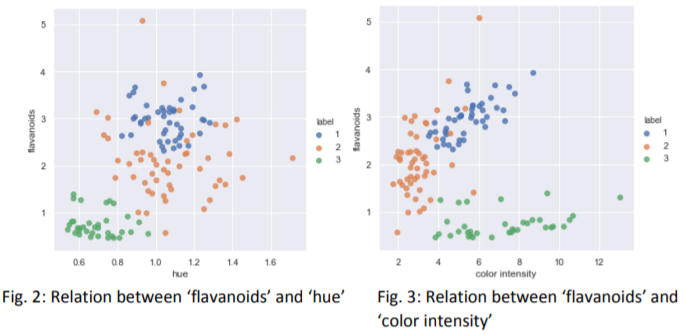 5
4
3
2
1
flavanoids
0.6 0.8 1.0 1.2 1.4 1.6
hue
label
1
2
3
5
4
3
2
1
flavanoids
2 4 6 8 10 12
color intensity
label
1
2
3
Fig. 2: Relation between ‘flavanoids’ and ‘hue’
Fig. 3: Relation between ‘flavanoids’ and
‘color intensity’